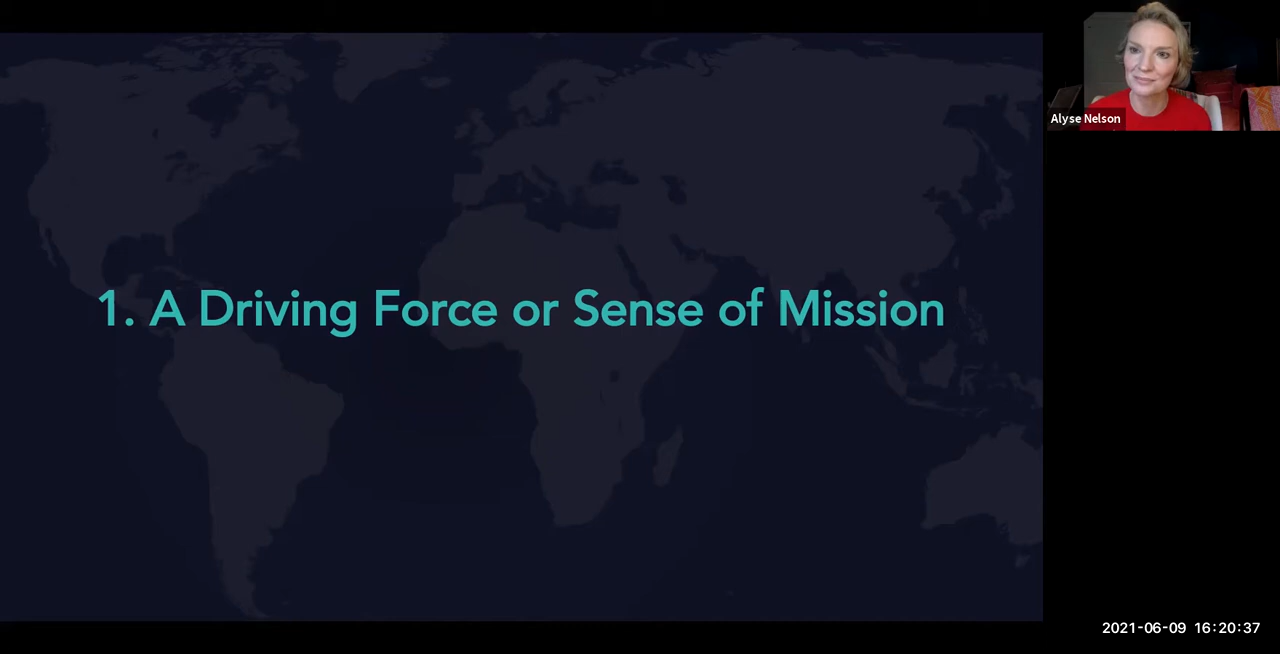 Alyse Nelson
1. A Driving Force or Sense of Mission
2021-06-09 16:20:37